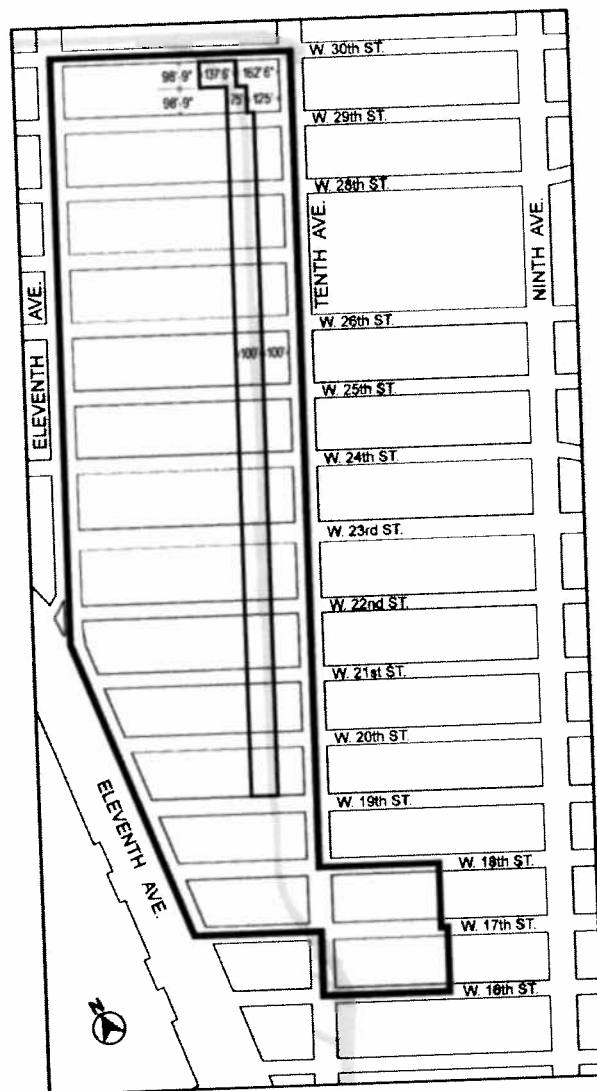 W. 30th ST.
98'-9" 137'6" 162'6"
98'-9" 75' 125'
W. 29th ST.
W. 28th ST.
TENTH AVE.
NINTH AVE.
ELEVENTH AVE.
W. 26th ST.
100' 100'
W. 25th ST.
W. 24th ST.
W. 23rd ST.
W. 22nd ST.
W. 21st ST.
W. 20th ST.
W. 19th ST.
ELEVENTH AVE.
W. 18th ST.
W. 17th ST.
W. 16th ST.
N